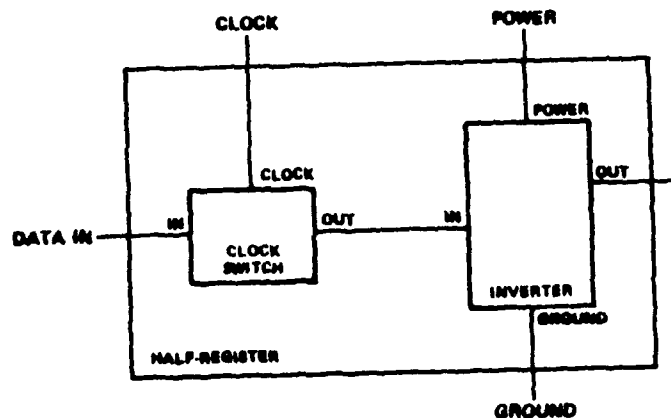 CLOCK
POWER
POWER
CLOCK
OUT
IN
OUT
IN
DATA IN
CLOCK
SWITCH
INVERTER
GROUND
HALF-REGISTER
GROUND